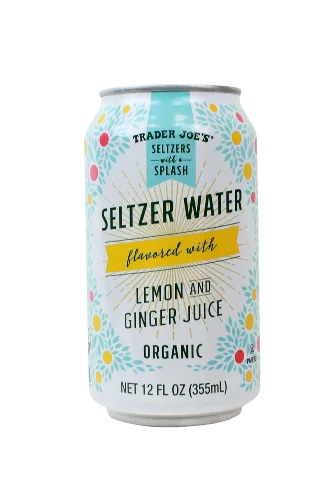 TRADER JOE'S®
SELTZERS
with a
SPLASH
SELTZER WATER
flavored with
LEMON AND
GINGER JUICE
ORGANIC
NET 12 FL OZ (355mL)